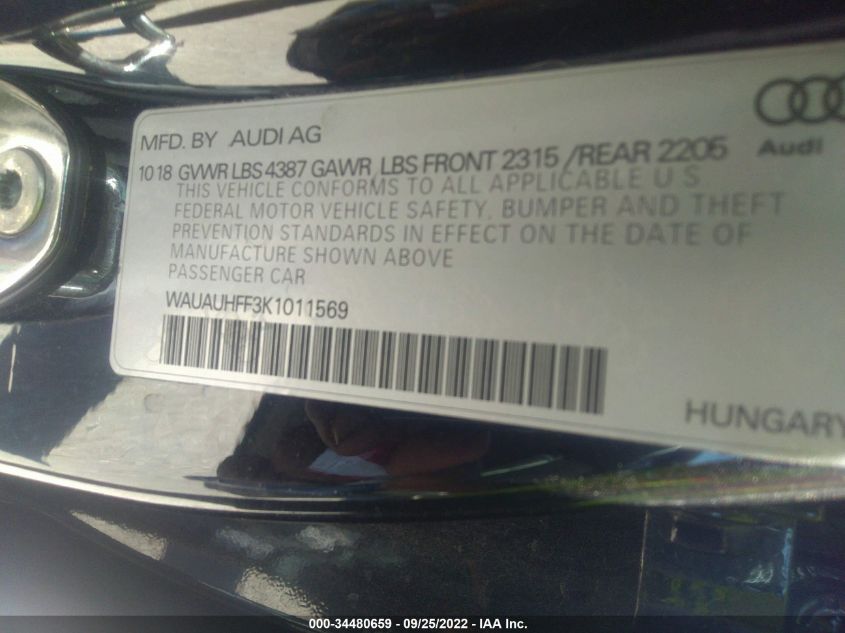 MFD. BY AUDI AG
Audi
10 18 GVWR LBS 4387 GAWR LBS FRONT 2315 /REAR 2205
THIS VEHICLE CONFORMS TO ALL APPLICABLE U S
FEDERAL MOTOR VEHICLE SAFETY, BUMPER AND THEFT
PREVENTION STANDARDS IN EFFECT ON THE DATE OF
MANUFACTURE SHOWN ABOVE
PASSENGER CAR
WAUAUHFF3K1011569
HUNGARY
000-34480659 - 09/25/2022 - IAA Inc.